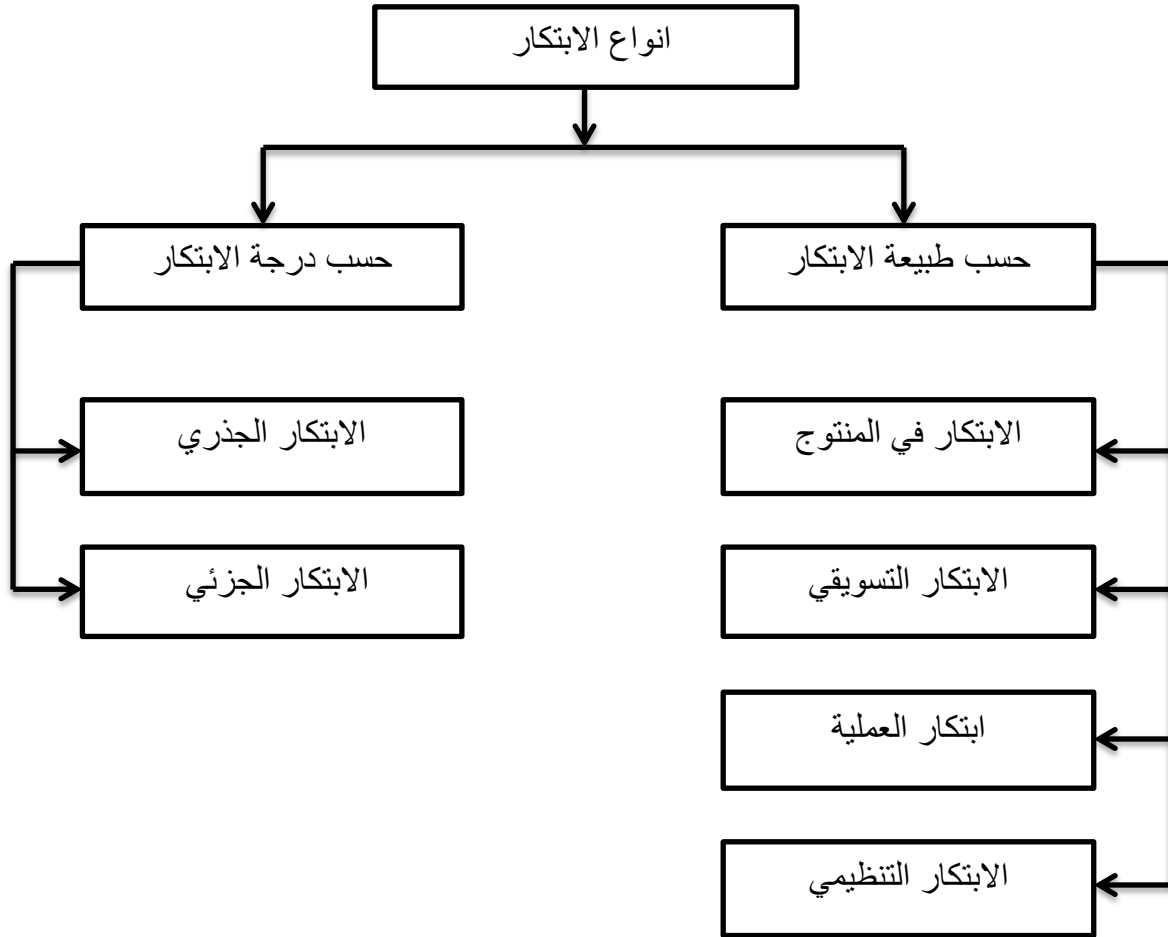 انواع الابتكار
حسب طبيعة الابتكار
حسب درجة الابتكار
الابتكار في المنتوج
الابتكار الجذري
الابتكار التسويقي
الابتكار الجزئي
ابتكار العملية
الابتكار التنظيمي